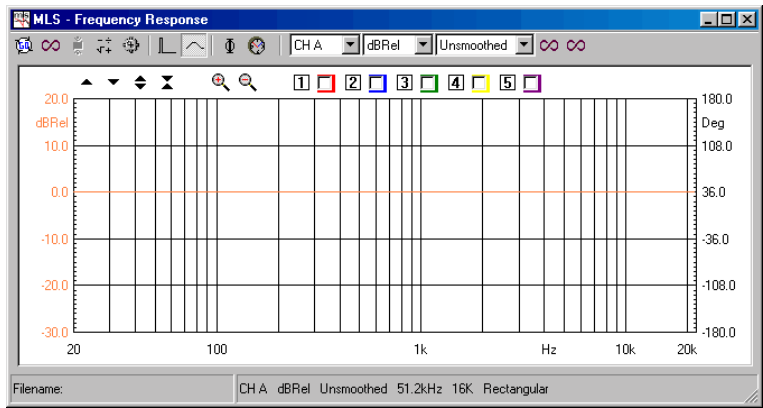 MLS - Frequency Response
Go
Φ
CH A dBRel Unsmoothed
1 2 3 4 5
20.0 180.0
dBRel Deg
10.0 108.0
0.0 36.0
-10.0 -36.0
-20.0 -108.0
-30.0 -180.0
20 100 1k Hz 10k 20k
Filename: CH A dBRel Unsmoothed 51.2kHz 16K Rectangular